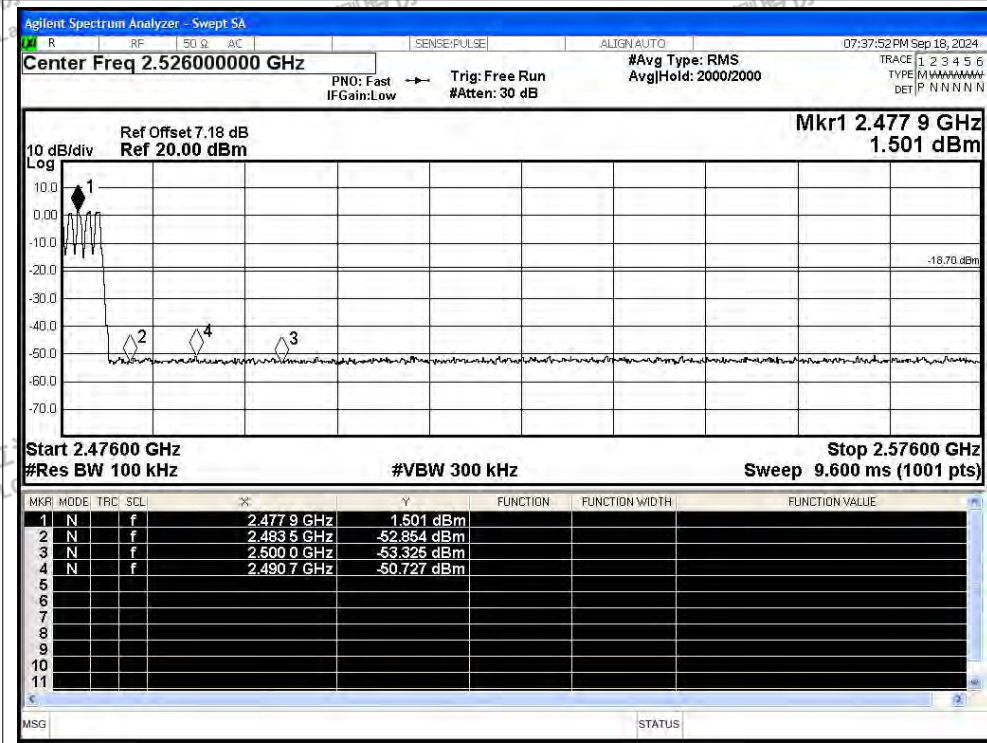 Agilent Spectrum Analyzer - Swept SA
LXI R RF 50 Ω AC SENSE:PULSE ALIGN AUTO 07:37:52 PM Sep 18, 2024
Center Freq 2.526000000 GHz
PNO: Fast
IFGain:Low
Trig: Free Run
#Atten: 30 dB
#Avg Type: RMS
Avg|Hold: 2000/2000
TRACE 1 2 3 4 5 6
TYPE M
DET P N N N N N
Mkr1 2.477 9 GHz
1.501 dBm
10 dB/div
Log
Ref Offset 7.18 dB
Ref 20.00 dBm
10.0
0.00
-10.0
-20.0
-30.0
-40.0
-50.0
-60.0
-70.0
1
2
4
3
-18.70 dBm
Start 2.47600 GHz Stop 2.57600 GHz
#Res BW 100 kHz #VBW 300 kHz Sweep 9.600 ms (1001 pts)
MKR MODE TRC SCL X Y FUNCTION FUNCTION WIDTH FUNCTION VALUE
1 N f 2.477 9 GHz 1.501 dBm
2 N f 2.483 5 GHz -52.854 dBm
3 N f 2.500 0 GHz -53.325 dBm
4 N f 2.490 7 GHz -50.727 dBm
5
6
7
8
9
10
11
MSG STATUS